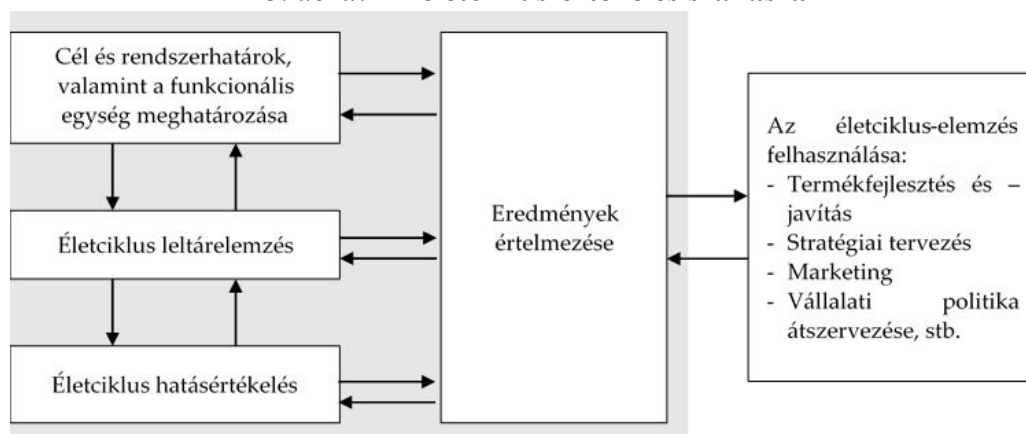 Cél és rendszerhatárok,
valamint a funkcionális
egység meghatározása
Életciklus leltárelemzés
Életciklus hatásértékelés
Eredmények
értelmezése
Az életciklus-elemzés
felhasználása:
- Termékfejlesztés és –
javítás
- Stratégiai tervezés
- Marketing
- Vállalati politika
átszervezése, stb.